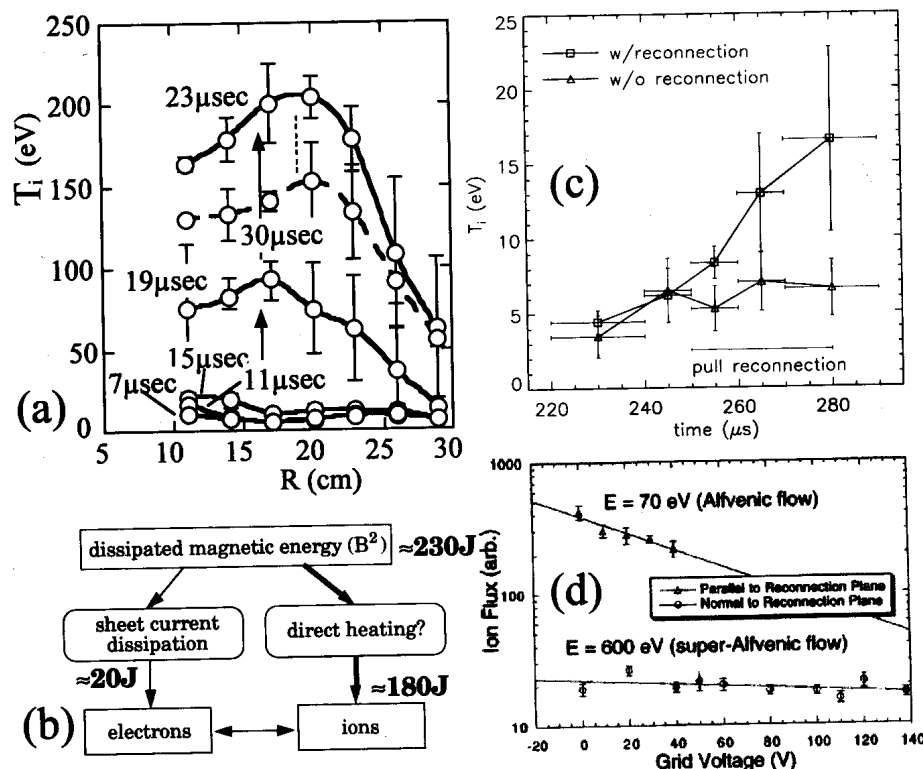 (a)
T_i (eV)
250
200
150
100
50
0
23μsec
30μsec
19μsec
15μsec
11μsec
7μsec
10 15 20 25 30
R (cm)
(b)
dissipated magnetic energy (B²) ≈230J
sheet current
dissipation
direct heating?
≈20J
≈180J
electrons
ions
(c)
T_i (eV)
25
20
15
10
5
0
w/reconnection
w/o reconnection
pull reconnection
220 240 260 280
time (μs)
(d)
Ion Flux (arb.)
1000
100
10
E = 70 eV (Alfvenic flow)
Parallel to Reconnection Plane
Normal to Reconnection Plane
E = 600 eV (super-Alfvenic flow)
-20 0 20 40 60 80 100 120 140
Grid Voltage (V)